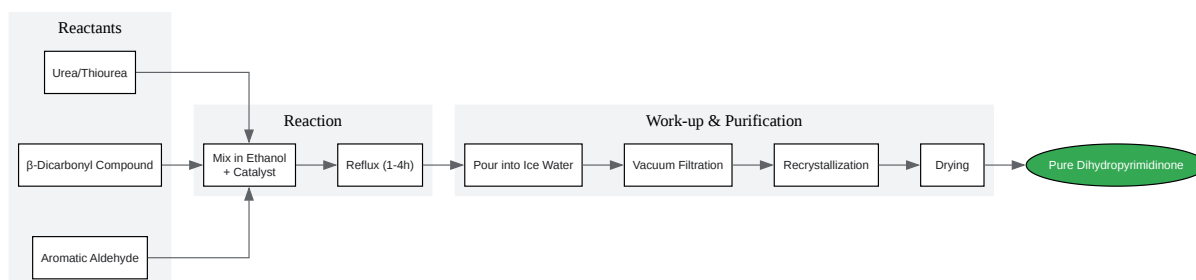 Reactants
Urea/Thiourea
β-Dicarbonyl Compound
Aromatic Aldehyde
Reaction
Mix in Ethanol
+ Catalyst
Reflux (1-4h)
Work-up & Purification
Pour into Ice Water
Vacuum Filtration
Recrystallization
Drying
Pure Dihydropyrimidinone